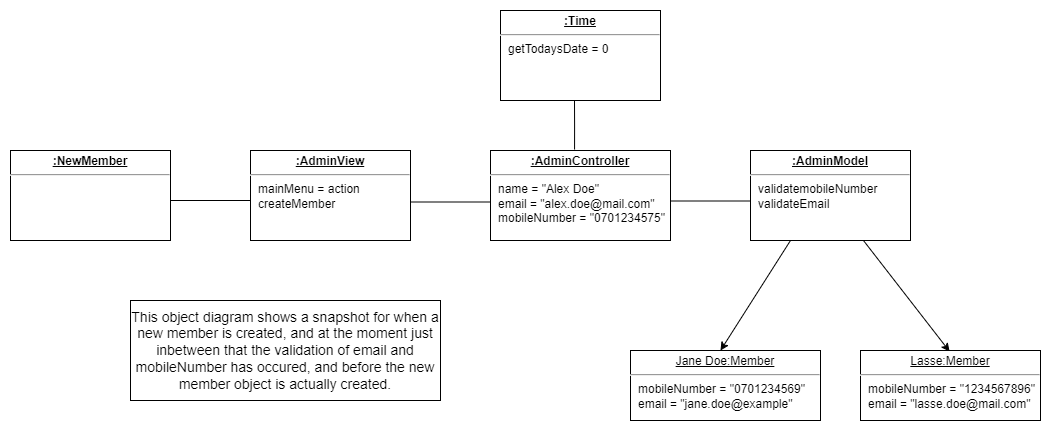 :Time
getTodaysDate = 0
:NewMember
:AdminView
mainMenu = action
createMember
:AdminController
name = "Alex Doe"
email = "alex.doe@mail.com"
mobileNumber = "0701234575"
:AdminModel
validatemobileNumber
validateEmail
This object diagram shows a snapshot for when a
new member is created, and at the moment just
inbetween that the validation of email and
mobileNumber has occured, and before the new
member object is actually created.
Jane Doe:Member
mobileNumber = "0701234569"
email = "jane.doe@example"
Lasse:Member
mobileNumber = "1234567896"
email = "lasse.doe@mail.com"